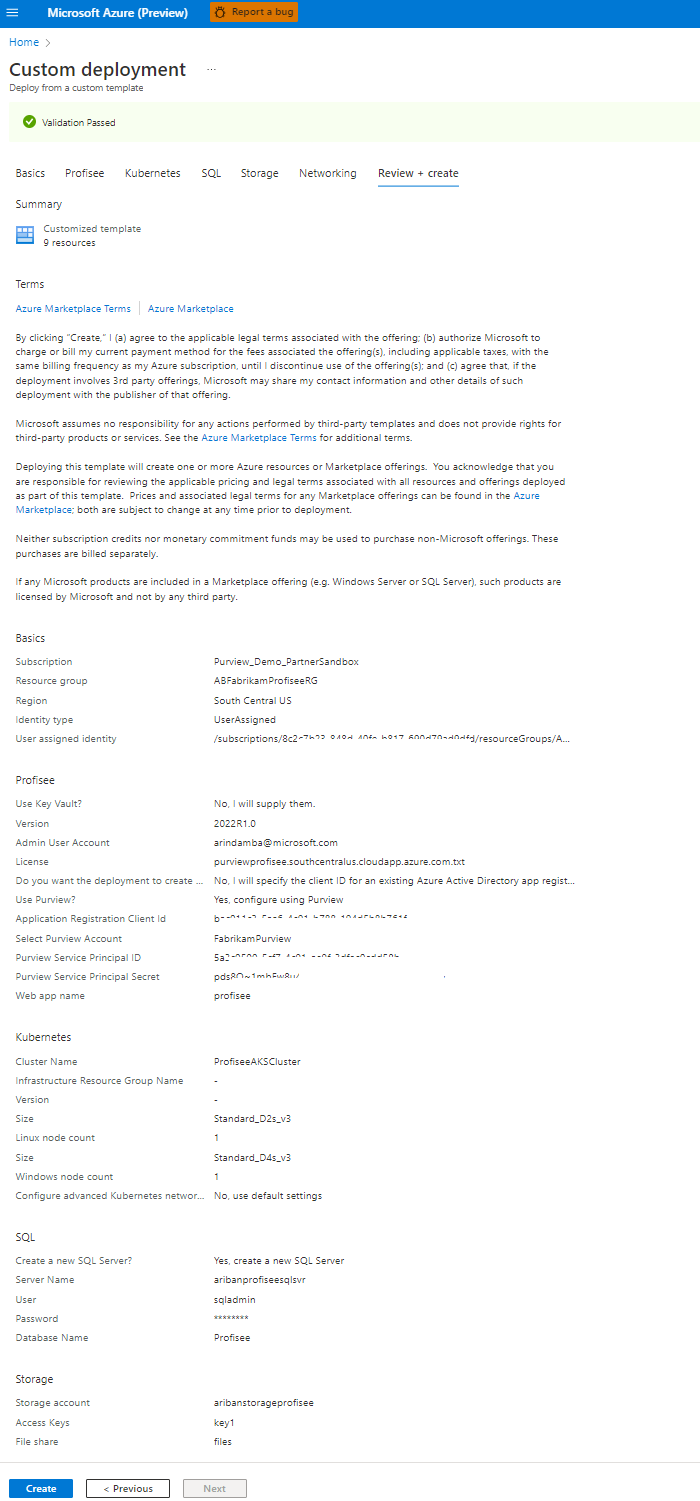 Microsoft Azure (Preview) Report a bug
Home >
Custom deployment ...
Deploy from a custom template
Validation Passed
Basics Profisee Kubernetes SQL Storage Networking Review + create
Summary
Customized template
9 resources
Terms
Azure Marketplace Terms Azure Marketplace
By clicking "Create," I (a) agree to the applicable legal terms associated with the offering; (b) authorize Microsoft to
charge or bill my current payment method for the fees associated the offering(s), including applicable taxes, with the
same billing frequency as my Azure subscription, until I discontinue use of the offering(s); and (c) agree that, if the
deployment involves 3rd party offerings, Microsoft may share my contact information and other details of such
deployment with the publisher of that offering.
Microsoft assumes no responsibility for any actions performed by third-party templates and does not provide rights for
third-party products or services. See the Azure Marketplace Terms for additional terms.
Deploying this template will create one or more Azure resources or Marketplace offerings. You acknowledge that you
are responsible for reviewing the applicable pricing and legal terms associated with all resources and offerings deployed
as part of this template. Prices and associated legal terms for any Marketplace offerings can be found in the Azure
Marketplace; both are subject to change at any time prior to deployment.
Neither subscription credits nor monetary commitment funds may be used to purchase non-Microsoft offerings. These
purchases are billed separately.
If any Microsoft products are included in a Marketplace offering (e.g. Windows Server or SQL Server), such products are
licensed by Microsoft and not by any third party.
Basics
Subscription Purview_Demo_PartnerSandbox
Resource group ABFabrikamProfiseeRG
Region South Central US
Identity type UserAssigned
User assigned identity
Profisee
Use Key Vault? No, I will supply them.
Version 2022R1.0
Admin User Account arindamba@microsoft.com
License purviewprofisee.southcentralus.cloudapp.azure.com.txt
Do you want the deployment to create ... No, I will specify the client ID for an existing Azure Active Directory app regist...
Use Purview? Yes, configure using Purview
Application Registration Client Id
Select Purview Account FabrikamPurview
Purview Service Principal ID
Purview Service Principal Secret
Web app name profisee
Kubernetes
Cluster Name ProfiseeAKSCluster
Infrastructure Resource Group Name -
Version -
Size Standard_D2s_v3
Linux node count 1
Size Standard_D4s_v3
Windows node count 1
Configure advanced Kubernetes networ... No, use default settings
SQL
Create a new SQL Server? Yes, create a new SQL Server
Server Name aribanprofiseesqlsvr
User sqladmin
Password ********
Database Name Profisee
Storage
Storage account aribanstorageprofisee
Access Keys key1
File share files
Create < Previous Next